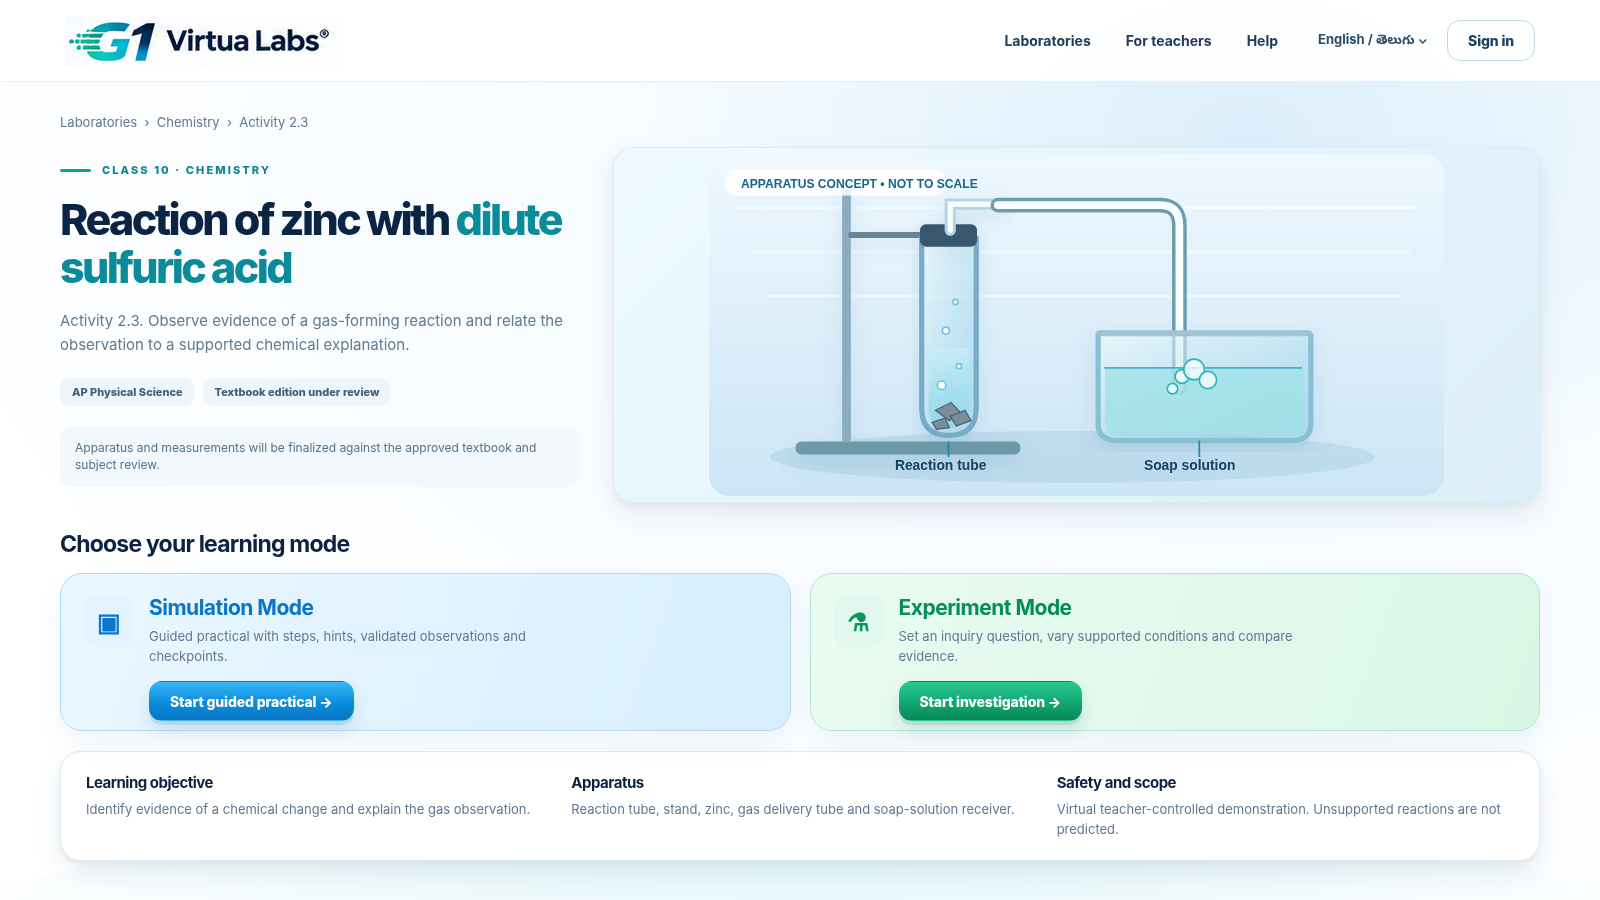 G1 Virtua Labs®
Laboratories
For teachers
Help
English / తెలుగు
Sign in
Laboratories › Chemistry › Activity 2.3
CLASS 10 · CHEMISTRY
Reaction of zinc with dilute
sulfuric acid
Activity 2.3. Observe evidence of a gas-forming reaction and relate the
observation to a supported chemical explanation.
AP Physical Science
Textbook edition under review
Apparatus and measurements will be finalized against the approved textbook and
subject review.
APPARATUS CONCEPT • NOT TO SCALE
Reaction tube
Soap solution
Choose your learning mode
Simulation Mode
Guided practical with steps, hints, validated observations and
checkpoints.
Start guided practical →
Experiment Mode
Set an inquiry question, vary supported conditions and compare
evidence.
Start investigation →
Learning objective
Identify evidence of a chemical change and explain the gas observation.
Apparatus
Reaction tube, stand, zinc, gas delivery tube and soap-solution receiver.
Safety and scope
Virtual teacher-controlled demonstration. Unsupported reactions are not
predicted.